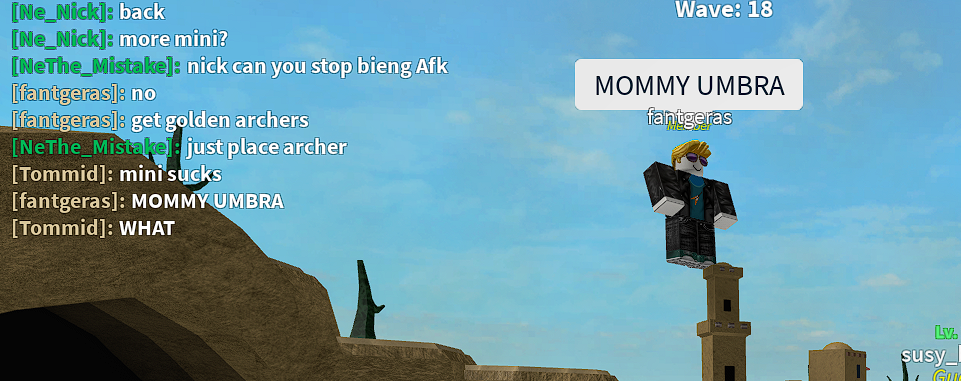 [Ne_Nick]: back
[Ne_Nick]: more mini?
[NeThe_Mistake]: nick can you stop bieng Afk
[fantgeras]: no
[fantgeras]: get golden archers
[NeThe_Mistake]: just place archer
[Tommid]: mini sucks
[fantgeras]: MOMMY UMBRA
[Tommid]: WHAT
Wave: 18
MOMMY UMBRA
fantgeras
Lv.